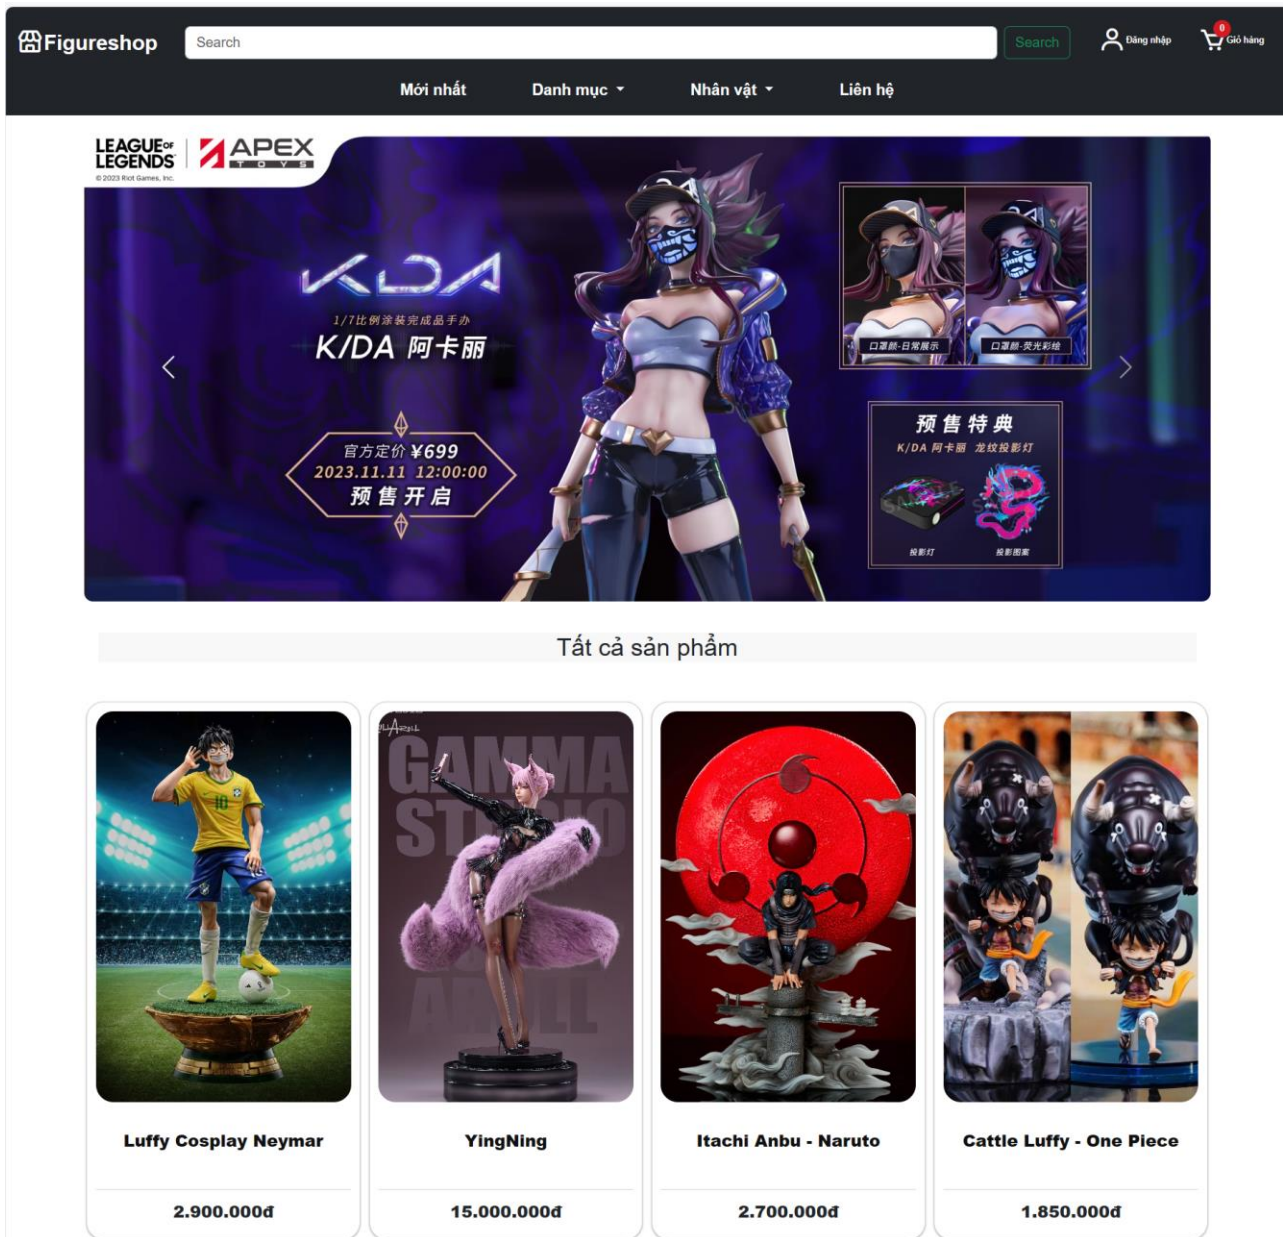 Figureshop
Search
Search
Đăng nhập
0
Giỏ hàng
Mới nhất
Danh mục
Nhân vật
Liên hệ
LEAGUE OF
LEGENDS
© 2023 Riot Games, Inc.
APEX
TOYS
KDA
1/7比例涂装完成品手办
K/DA 阿卡丽
官方定价 ¥699
2023.11.11 12:00:00
预售开启
口罩颜-日常展示
口罩颜-荧光彩绘
预售特典
K/DA 阿卡丽 龙纹投影灯
投影灯
投影图案
Tất cả sản phẩm
10
GAMMA
Luffy Cosplay Neymar
YingNing
Itachi Anbu - Naruto
Cattle Luffy - One Piece
2.900.000đ
15.000.000đ
2.700.000đ
1.850.000đ